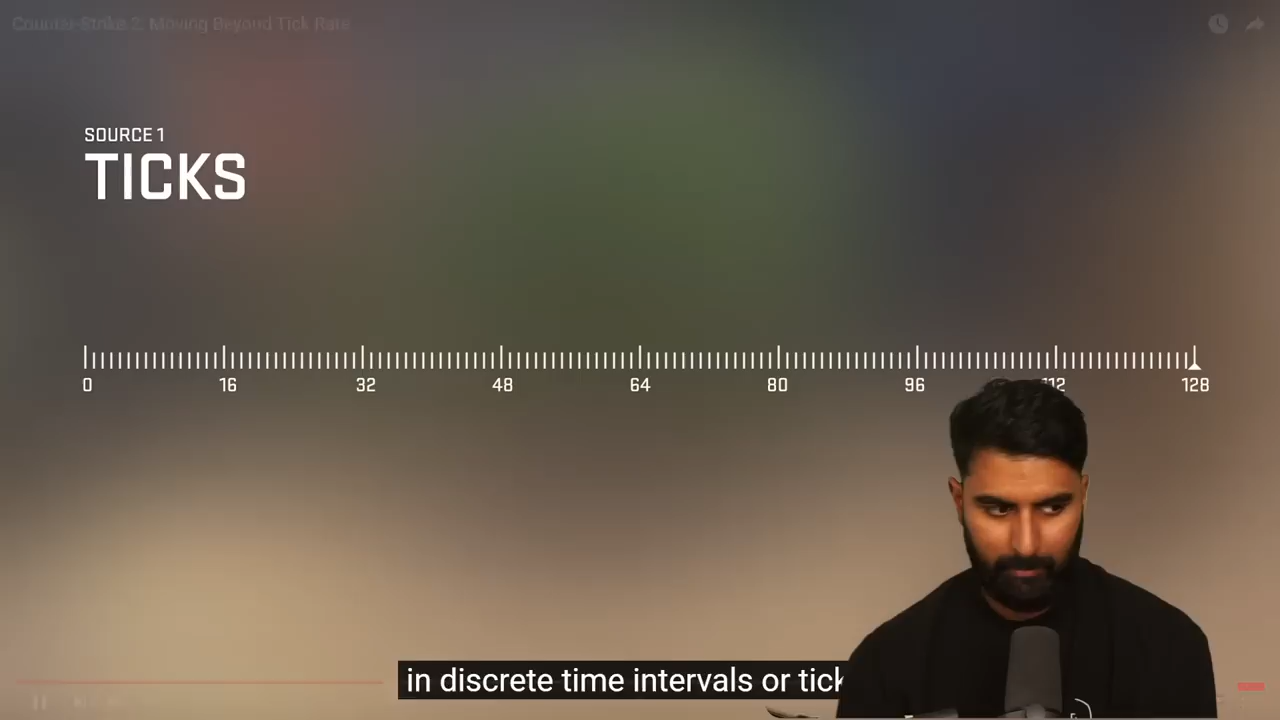 Counter-Strike 2: Moving Beyond Tick Rate
SOURCE 1
TICKS
0 16 32 48 64 80 96 112 128
in discrete time intervals or tick